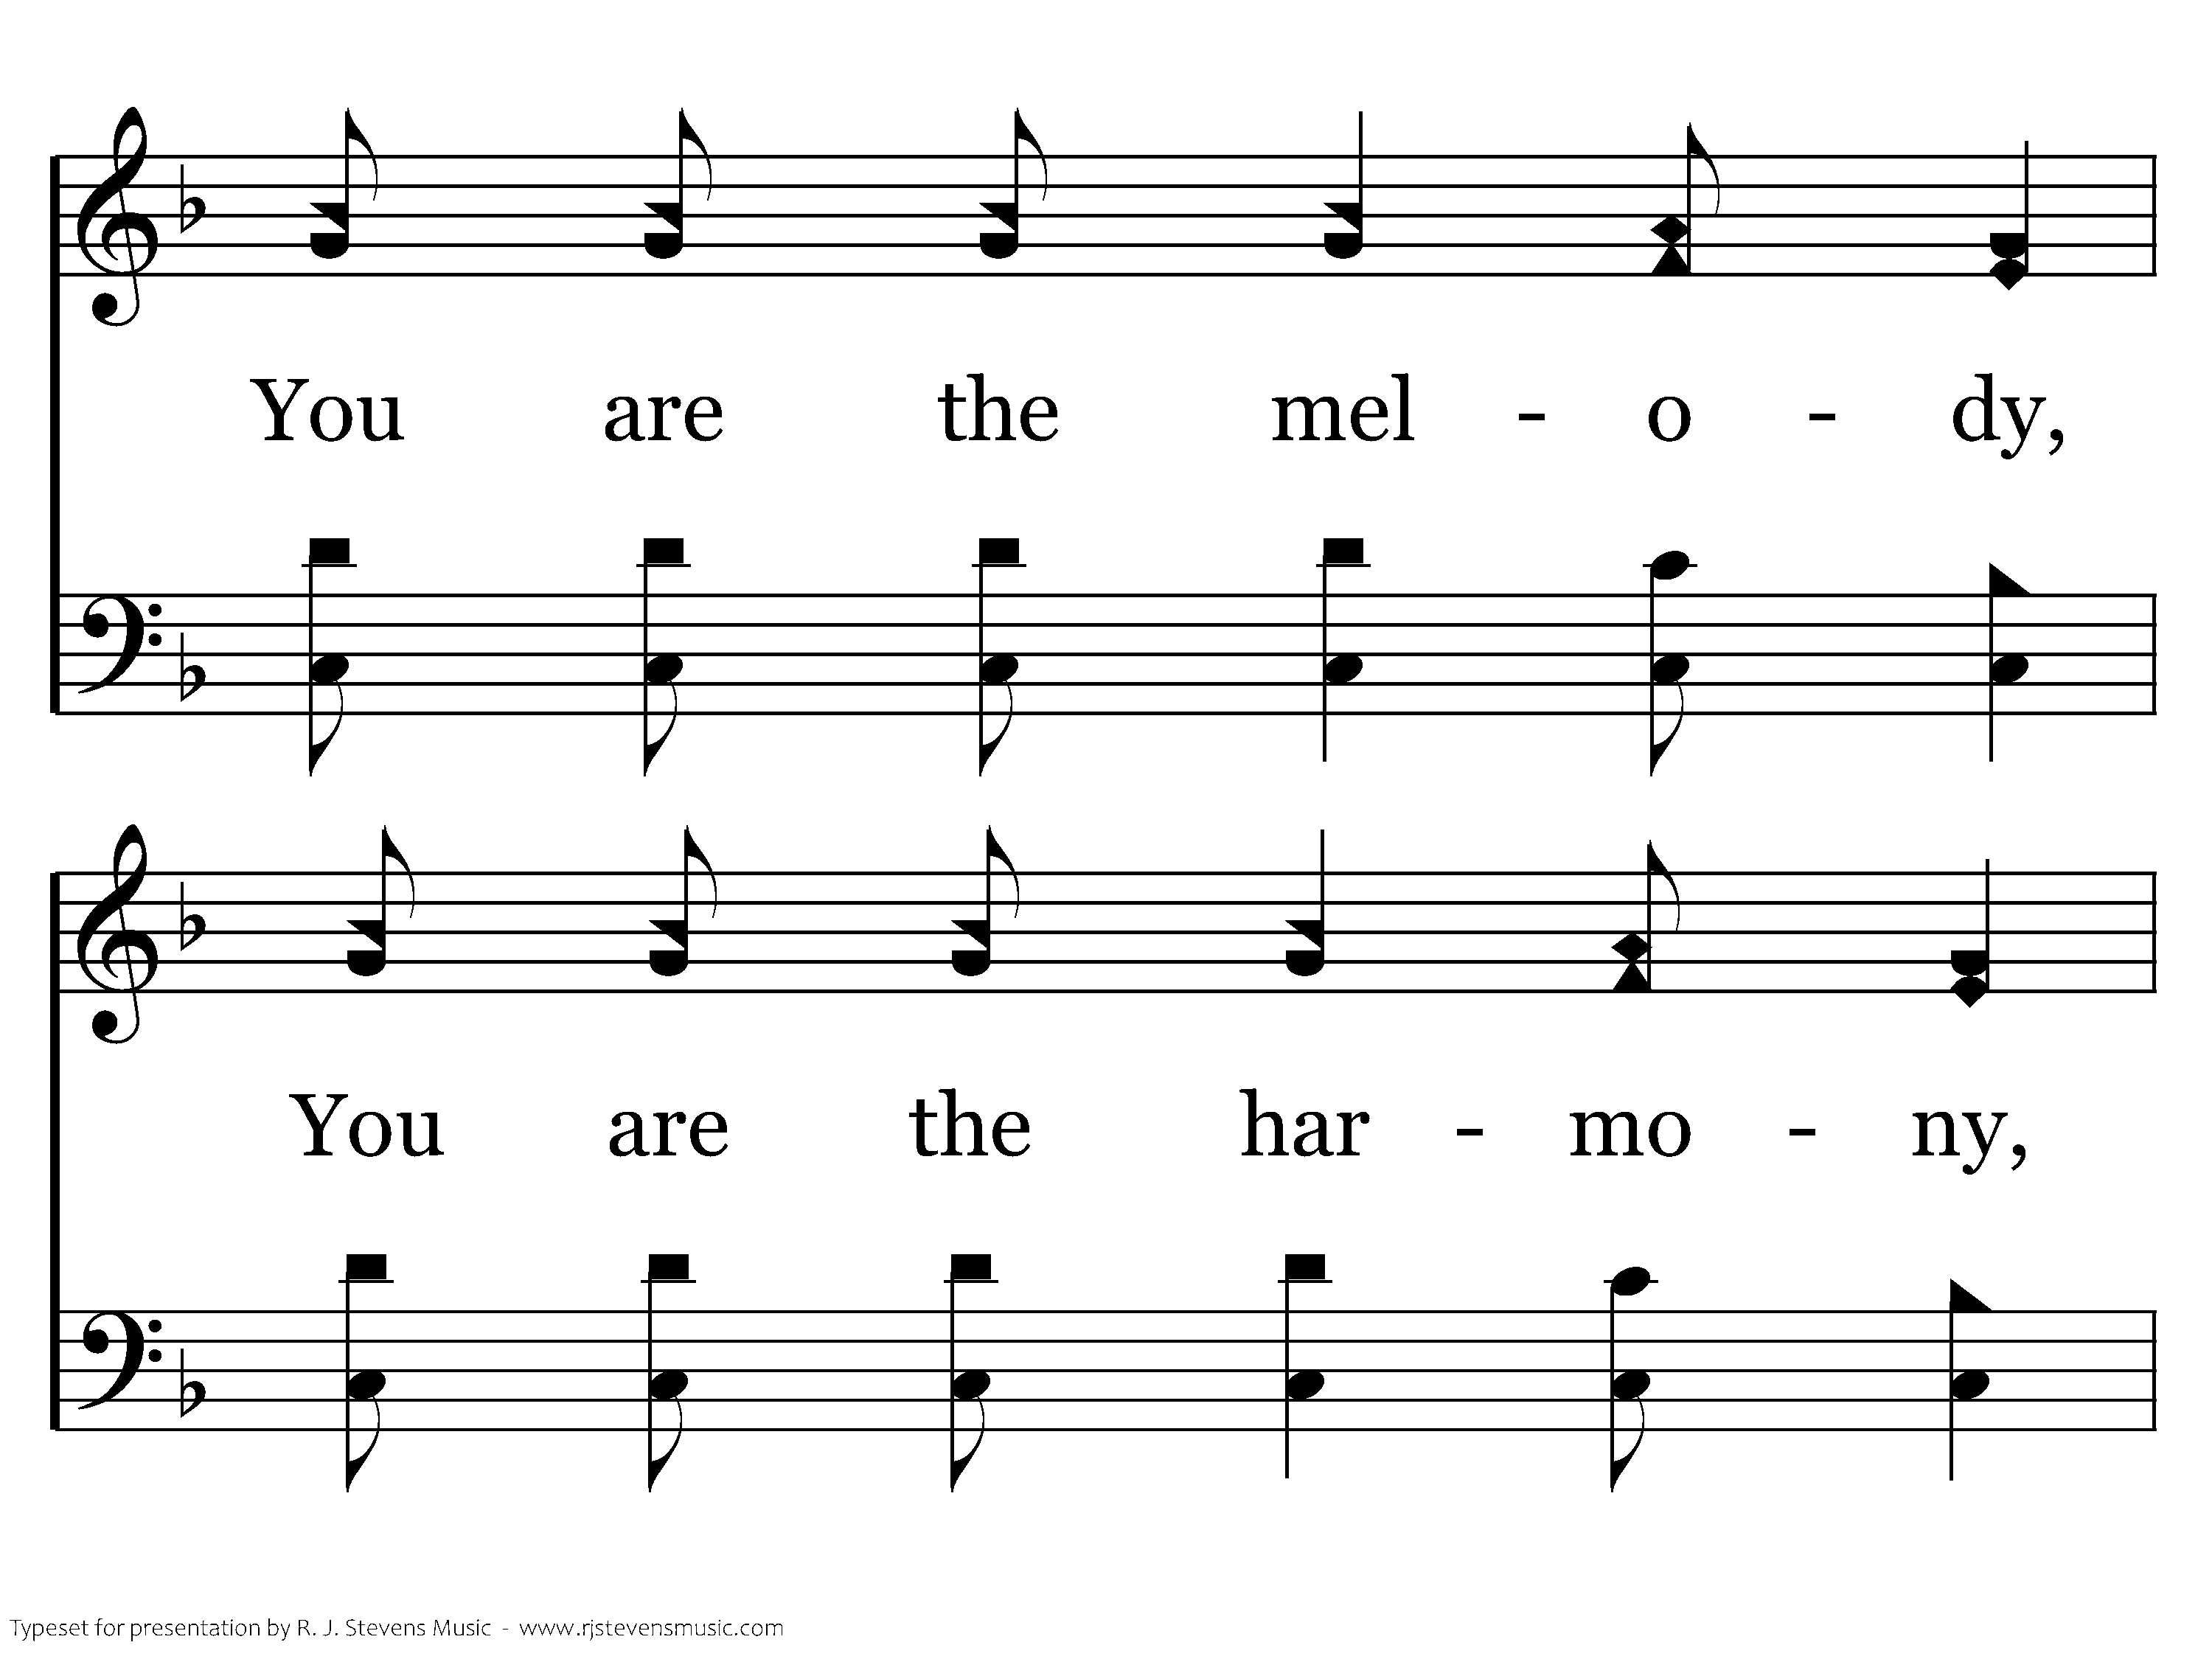 You are the mel - o - dy,
You are the har - mo - ny,
Typeset for presentation by R. J. Stevens Music - www.rjstevensmusic.com